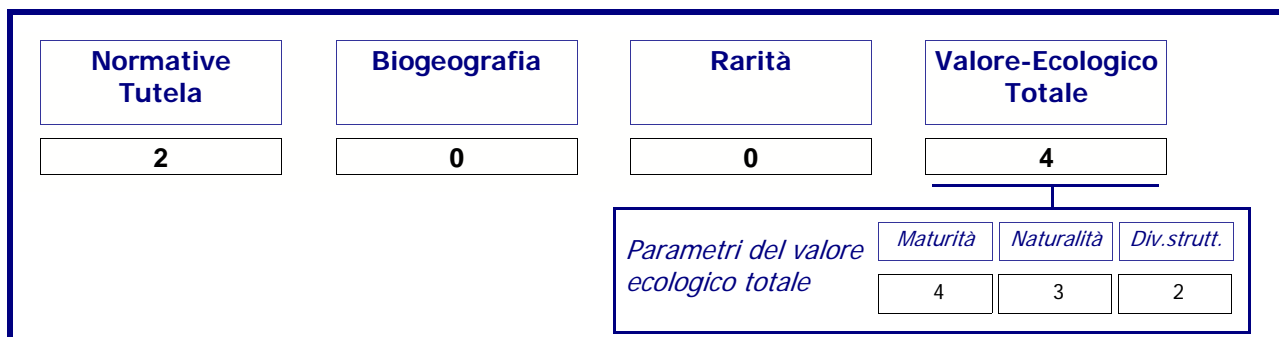 Normative
Tutela
Biogeografia
Rarità
Valore-Ecologico
Totale
2
0
0
4
Parametri del valore
ecologico totale
Maturità
Naturalità
Div.strutt.
4
3
2